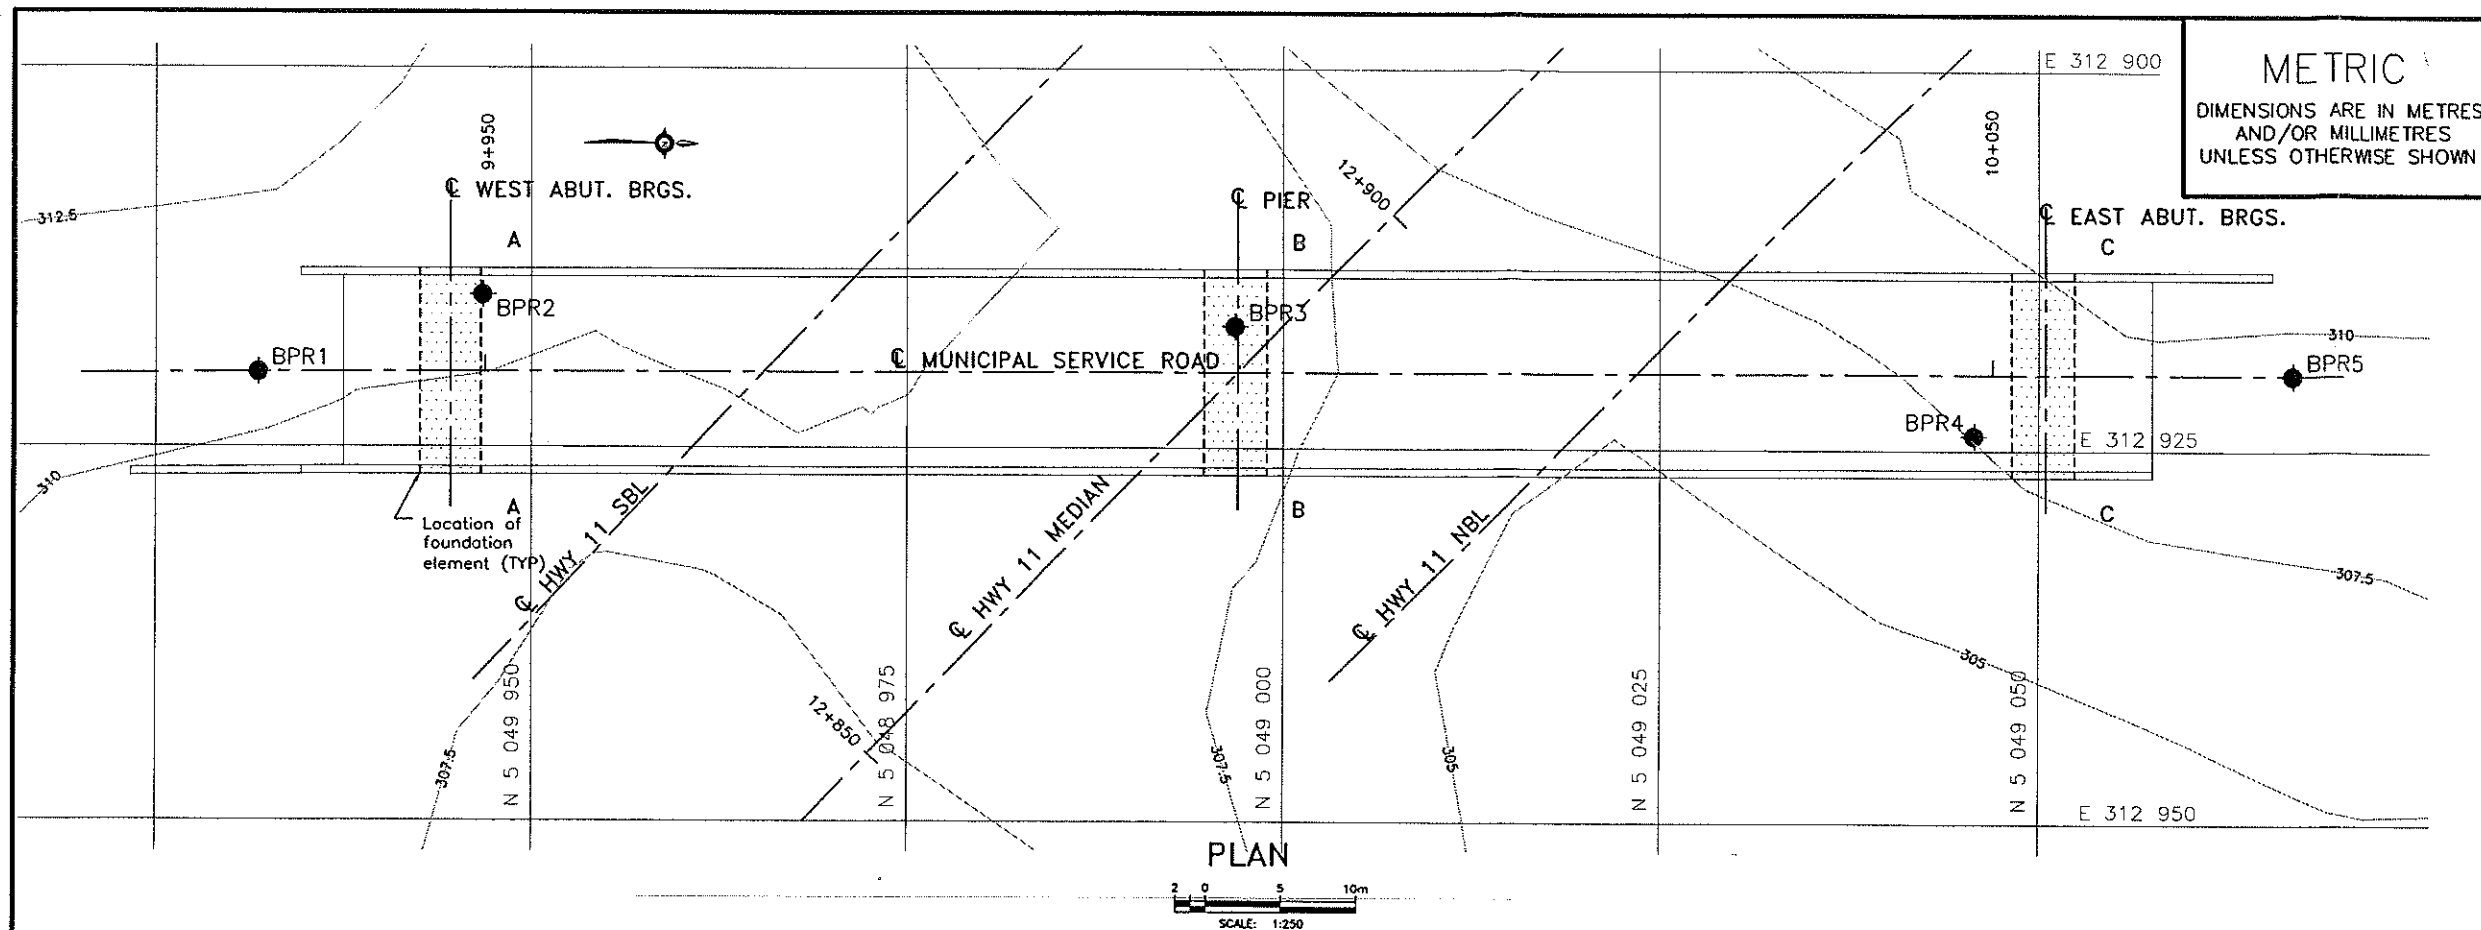 METRIC
DIMENSIONS ARE IN METRES
AND/OR MILLIMETRES
UNLESS OTHERWISE SHOWN
E 312 900
9+950
10+050
12+900
℄ WEST ABUT. BRGS.
℄ PIER
℄ EAST ABUT. BRGS.
312.5
A
B
C
BPR2
BPR3
BPR1
℄ MUNICIPAL SERVICE ROAD
310
BPR5
BPR4
E 312 925
310
A
B
C
Location of
foundation
element (TYP)
℄ HWY 11 SBL
℄ HWY 11 MEDIAN
℄ HWY 11 NBL
307.5
305
12+850
307.5
307.5
305
N 5 049 950
N 5 048 975
N 5 049 000
N 5 049 025
N 5 049 050
E 312 950
PLAN
2 0 5 10m
SCALE: 1:250